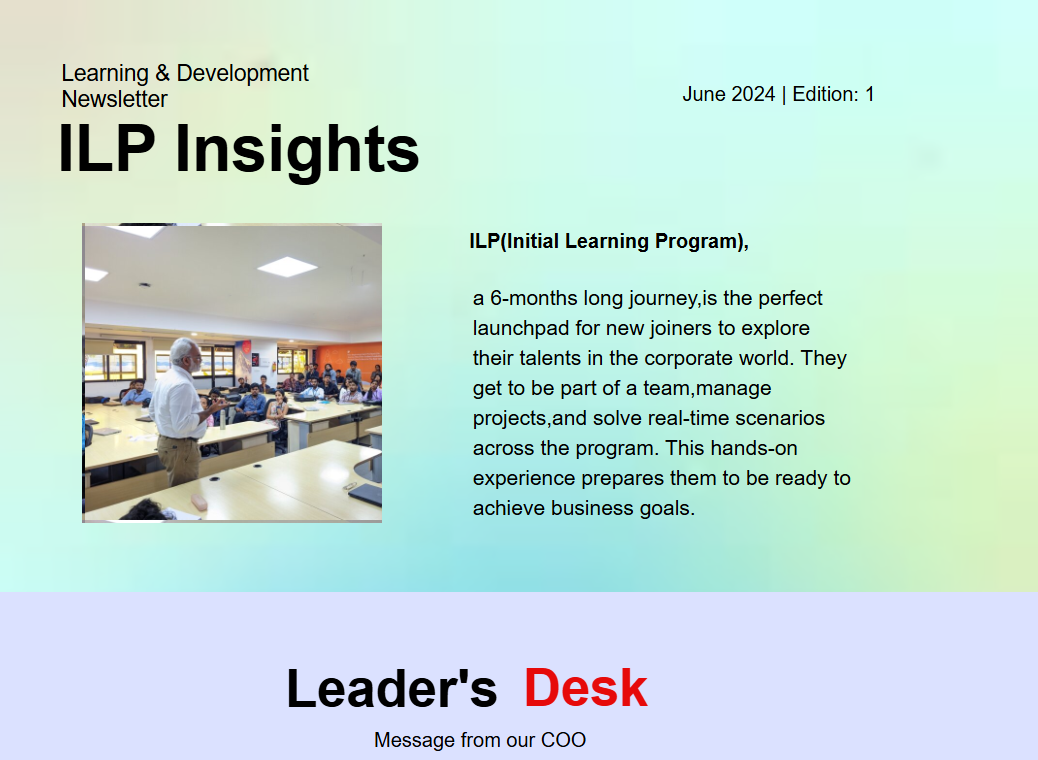 Learning & Development
Newsletter
ILP Insights
June 2024 | Edition: 1
ILP(Initial Learning Program),
a 6-months long journey,is the perfect
launchpad for new joiners to explore
their talents in the corporate world. They
get to be part of a team,manage
projects,and solve real-time scenarios
across the program. This hands-on
experience prepares them to be ready to
achieve business goals.
Leader's Desk
Message from our COO